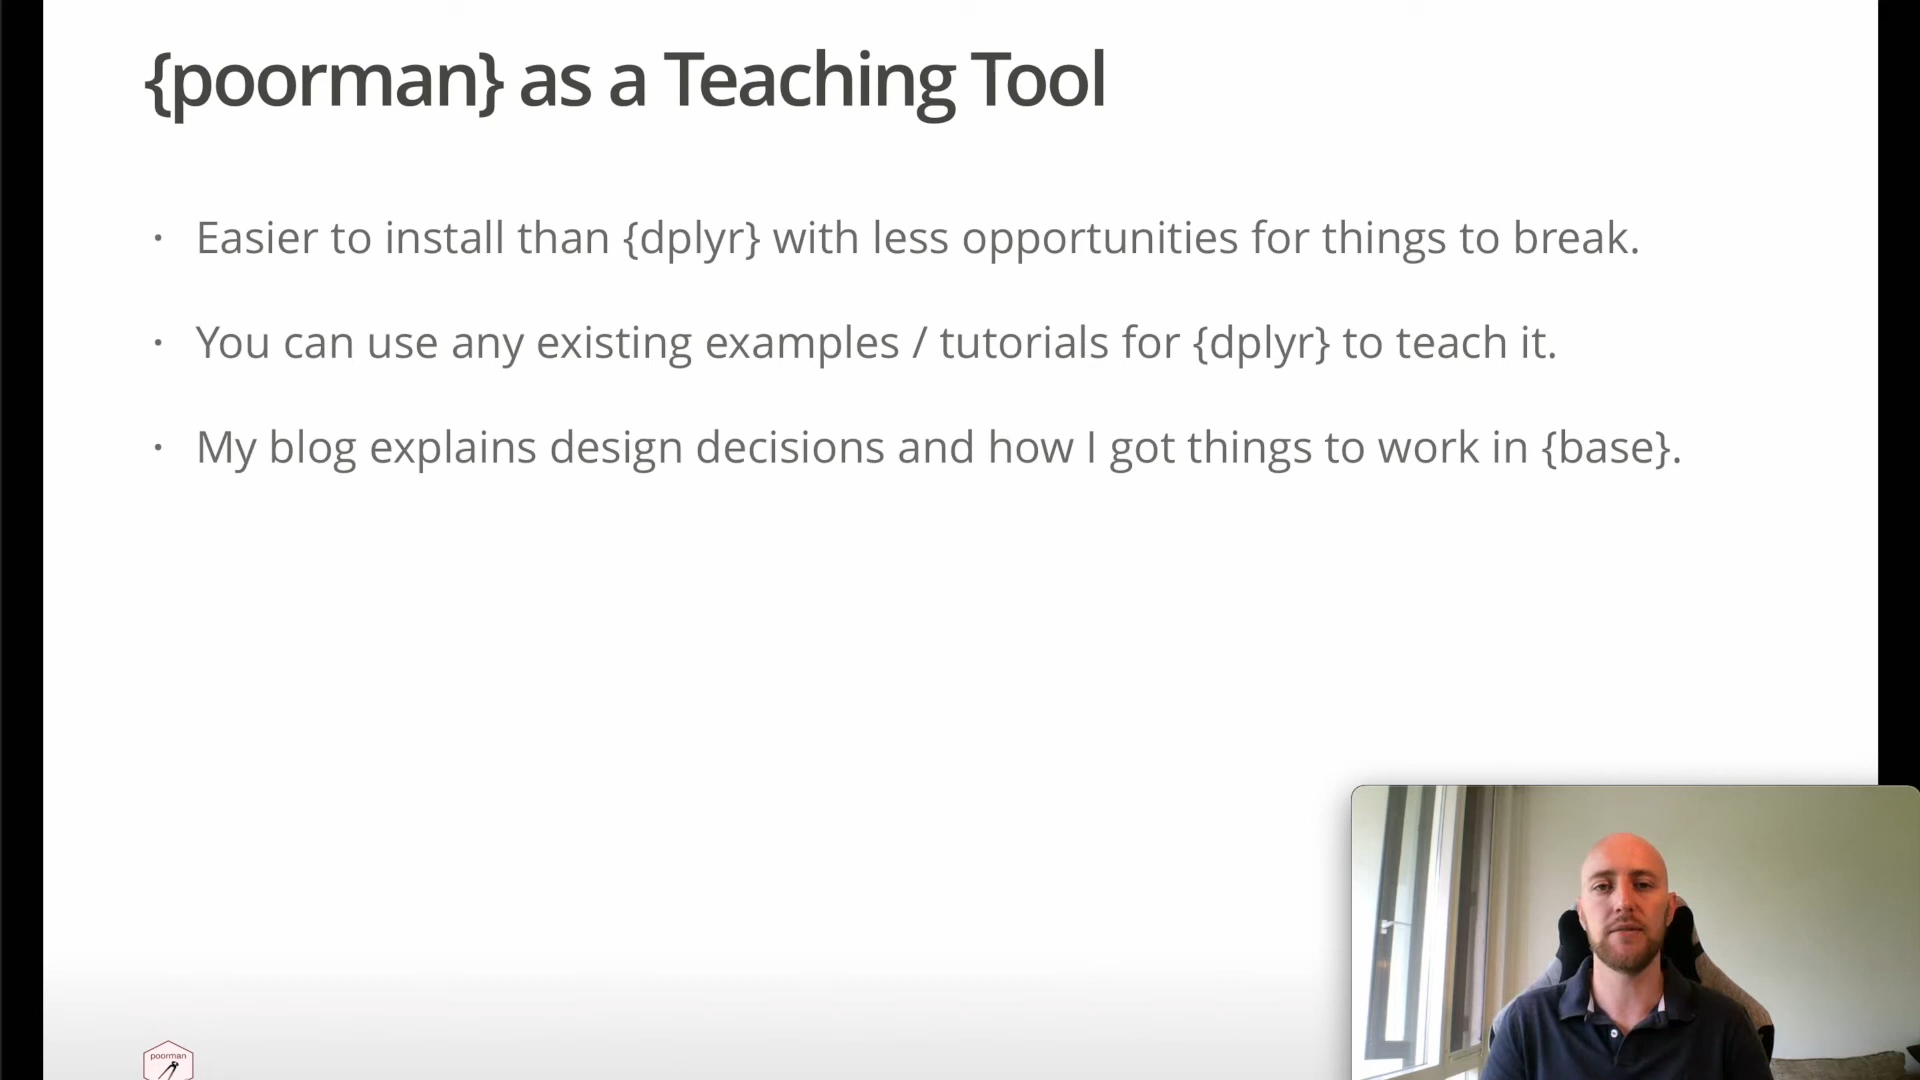 {poorman} as a Teaching Tool
• Easier to install than {dplyr} with less opportunities for things to break.
• You can use any existing examples / tutorials for {dplyr} to teach it.
• My blog explains design decisions and how I got things to work in {base}.
poorman